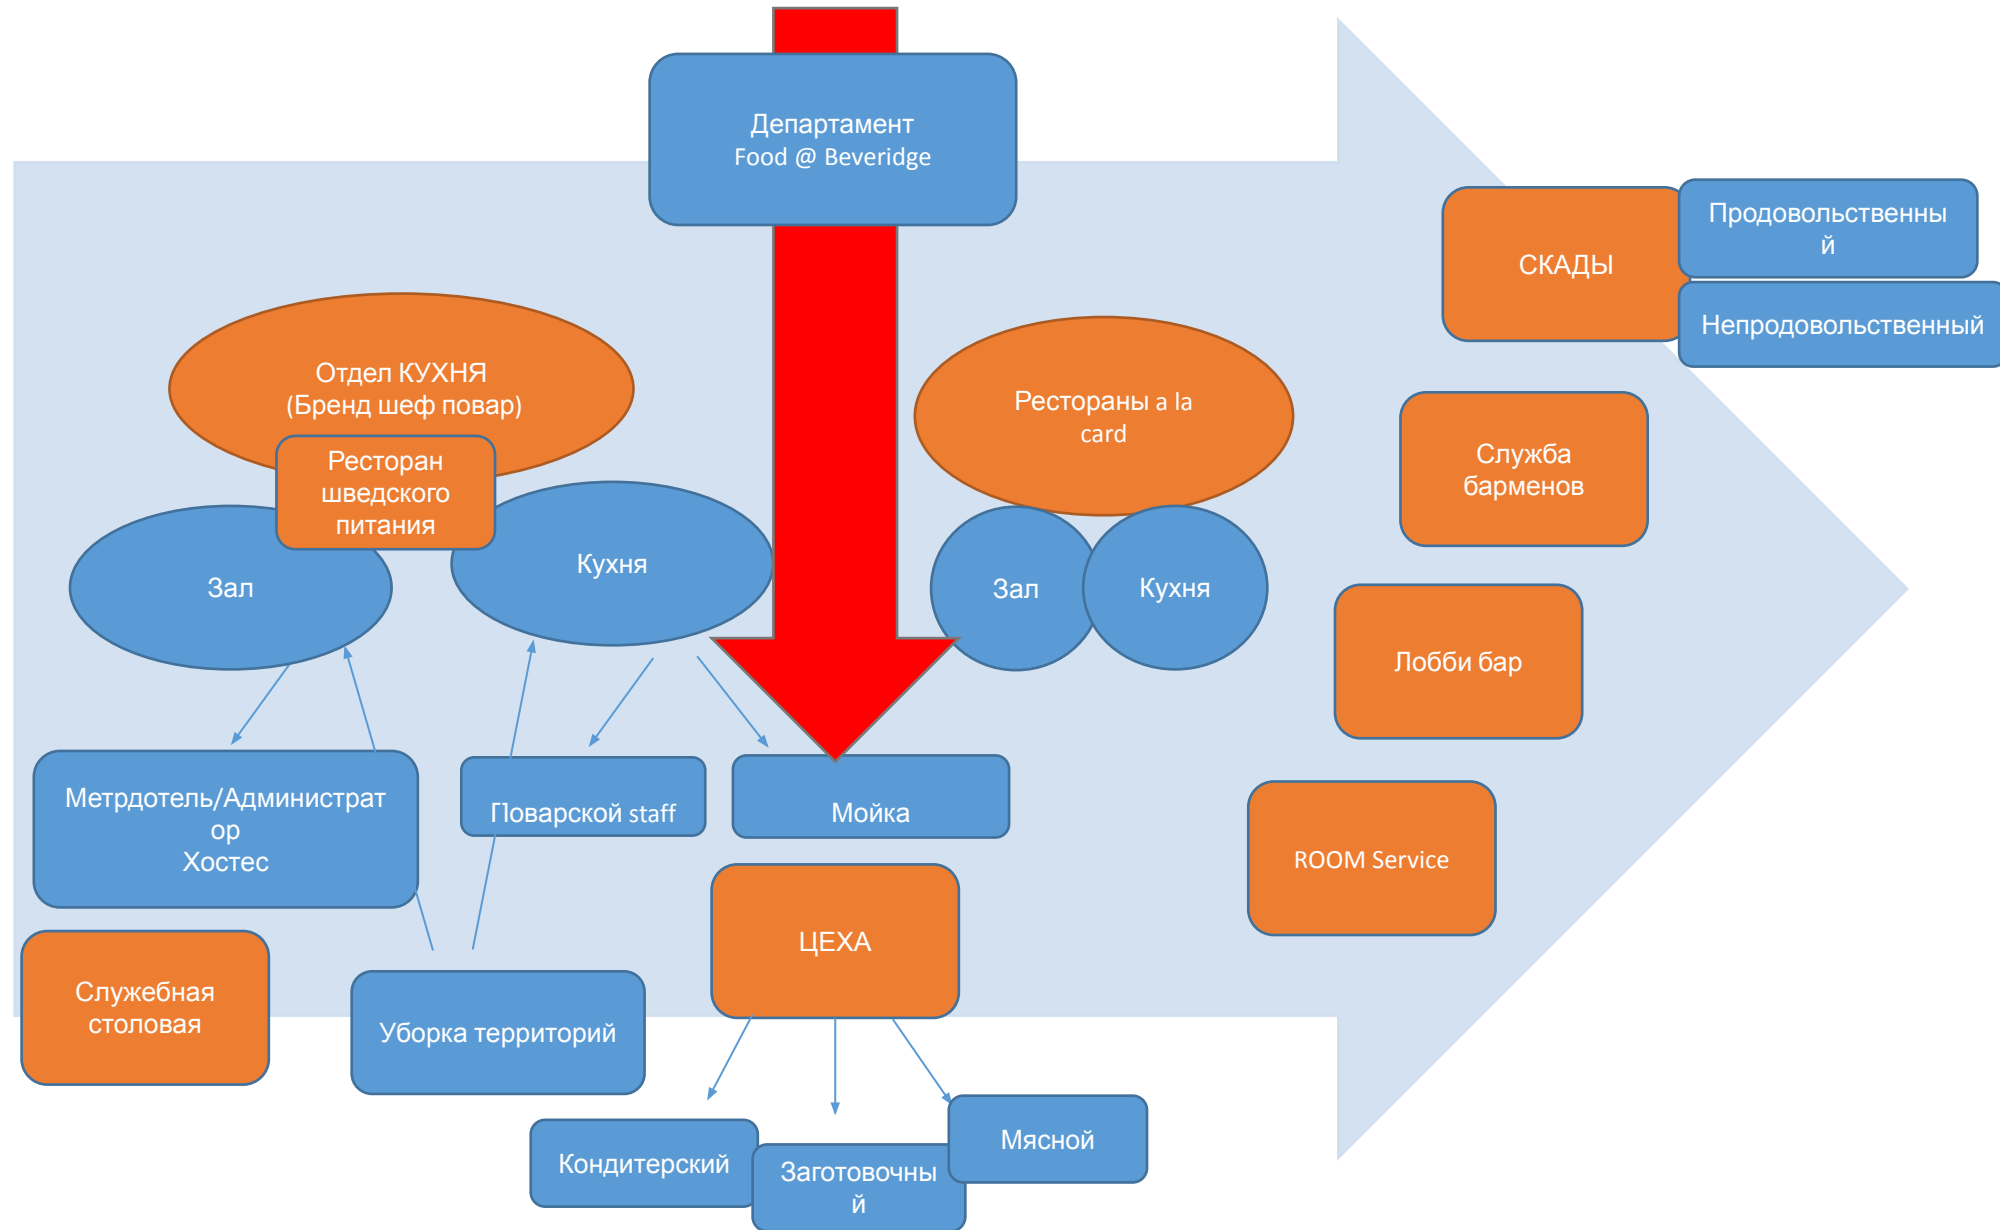 Департамент
Food @ Beveridge
Продовольственны
й
СКАДЫ
Непродовольственный
Отдел КУХНЯ
(Бренд шеф повар)
Рестораны a la
card
Ресторан
шведского
питания
Служба
барменов
Зал
Кухня
Зал
Кухня
Лобби бар
Метрдотель/Администрат
ор
Хостес
Поварской staff
Мойка
ROOM Service
ЦЕХА
Служебная
столовая
Уборка территорий
Кондитерский
Заготовочны
й
Мясной